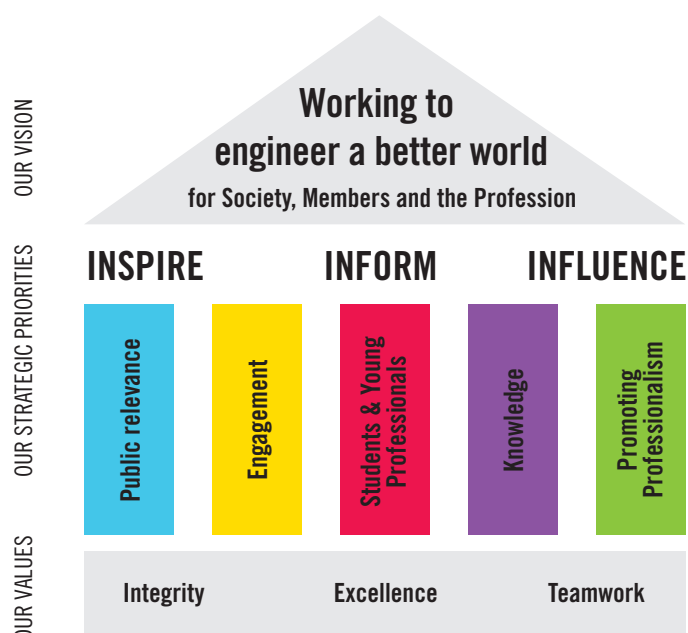 OUR VISION
Working to
engineer a better world
for Society, Members and the Profession
OUR STRATEGIC PRIORITIES
INSPIRE INFORM INFLUENCE
Public relevance
Engagement
Students & Young
Professionals
Knowledge
Promoting
Professionalism
OUR VALUES
Integrity Excellence Teamwork